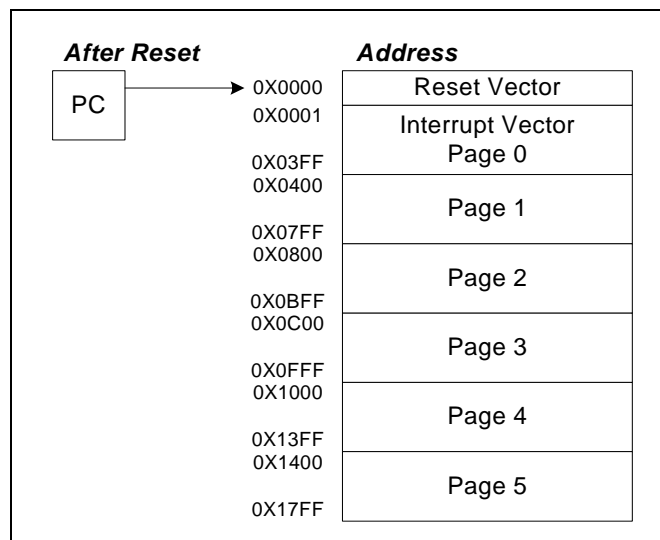 After Reset
Address
PC
0X0000
Reset Vector
0X0001
Interrupt Vector
Page 0
0X03FF
0X0400
Page 1
0X07FF
0X0800
Page 2
0X0BFF
0X0C00
Page 3
0X0FFF
0X1000
Page 4
0X13FF
0X1400
Page 5
0X17FF